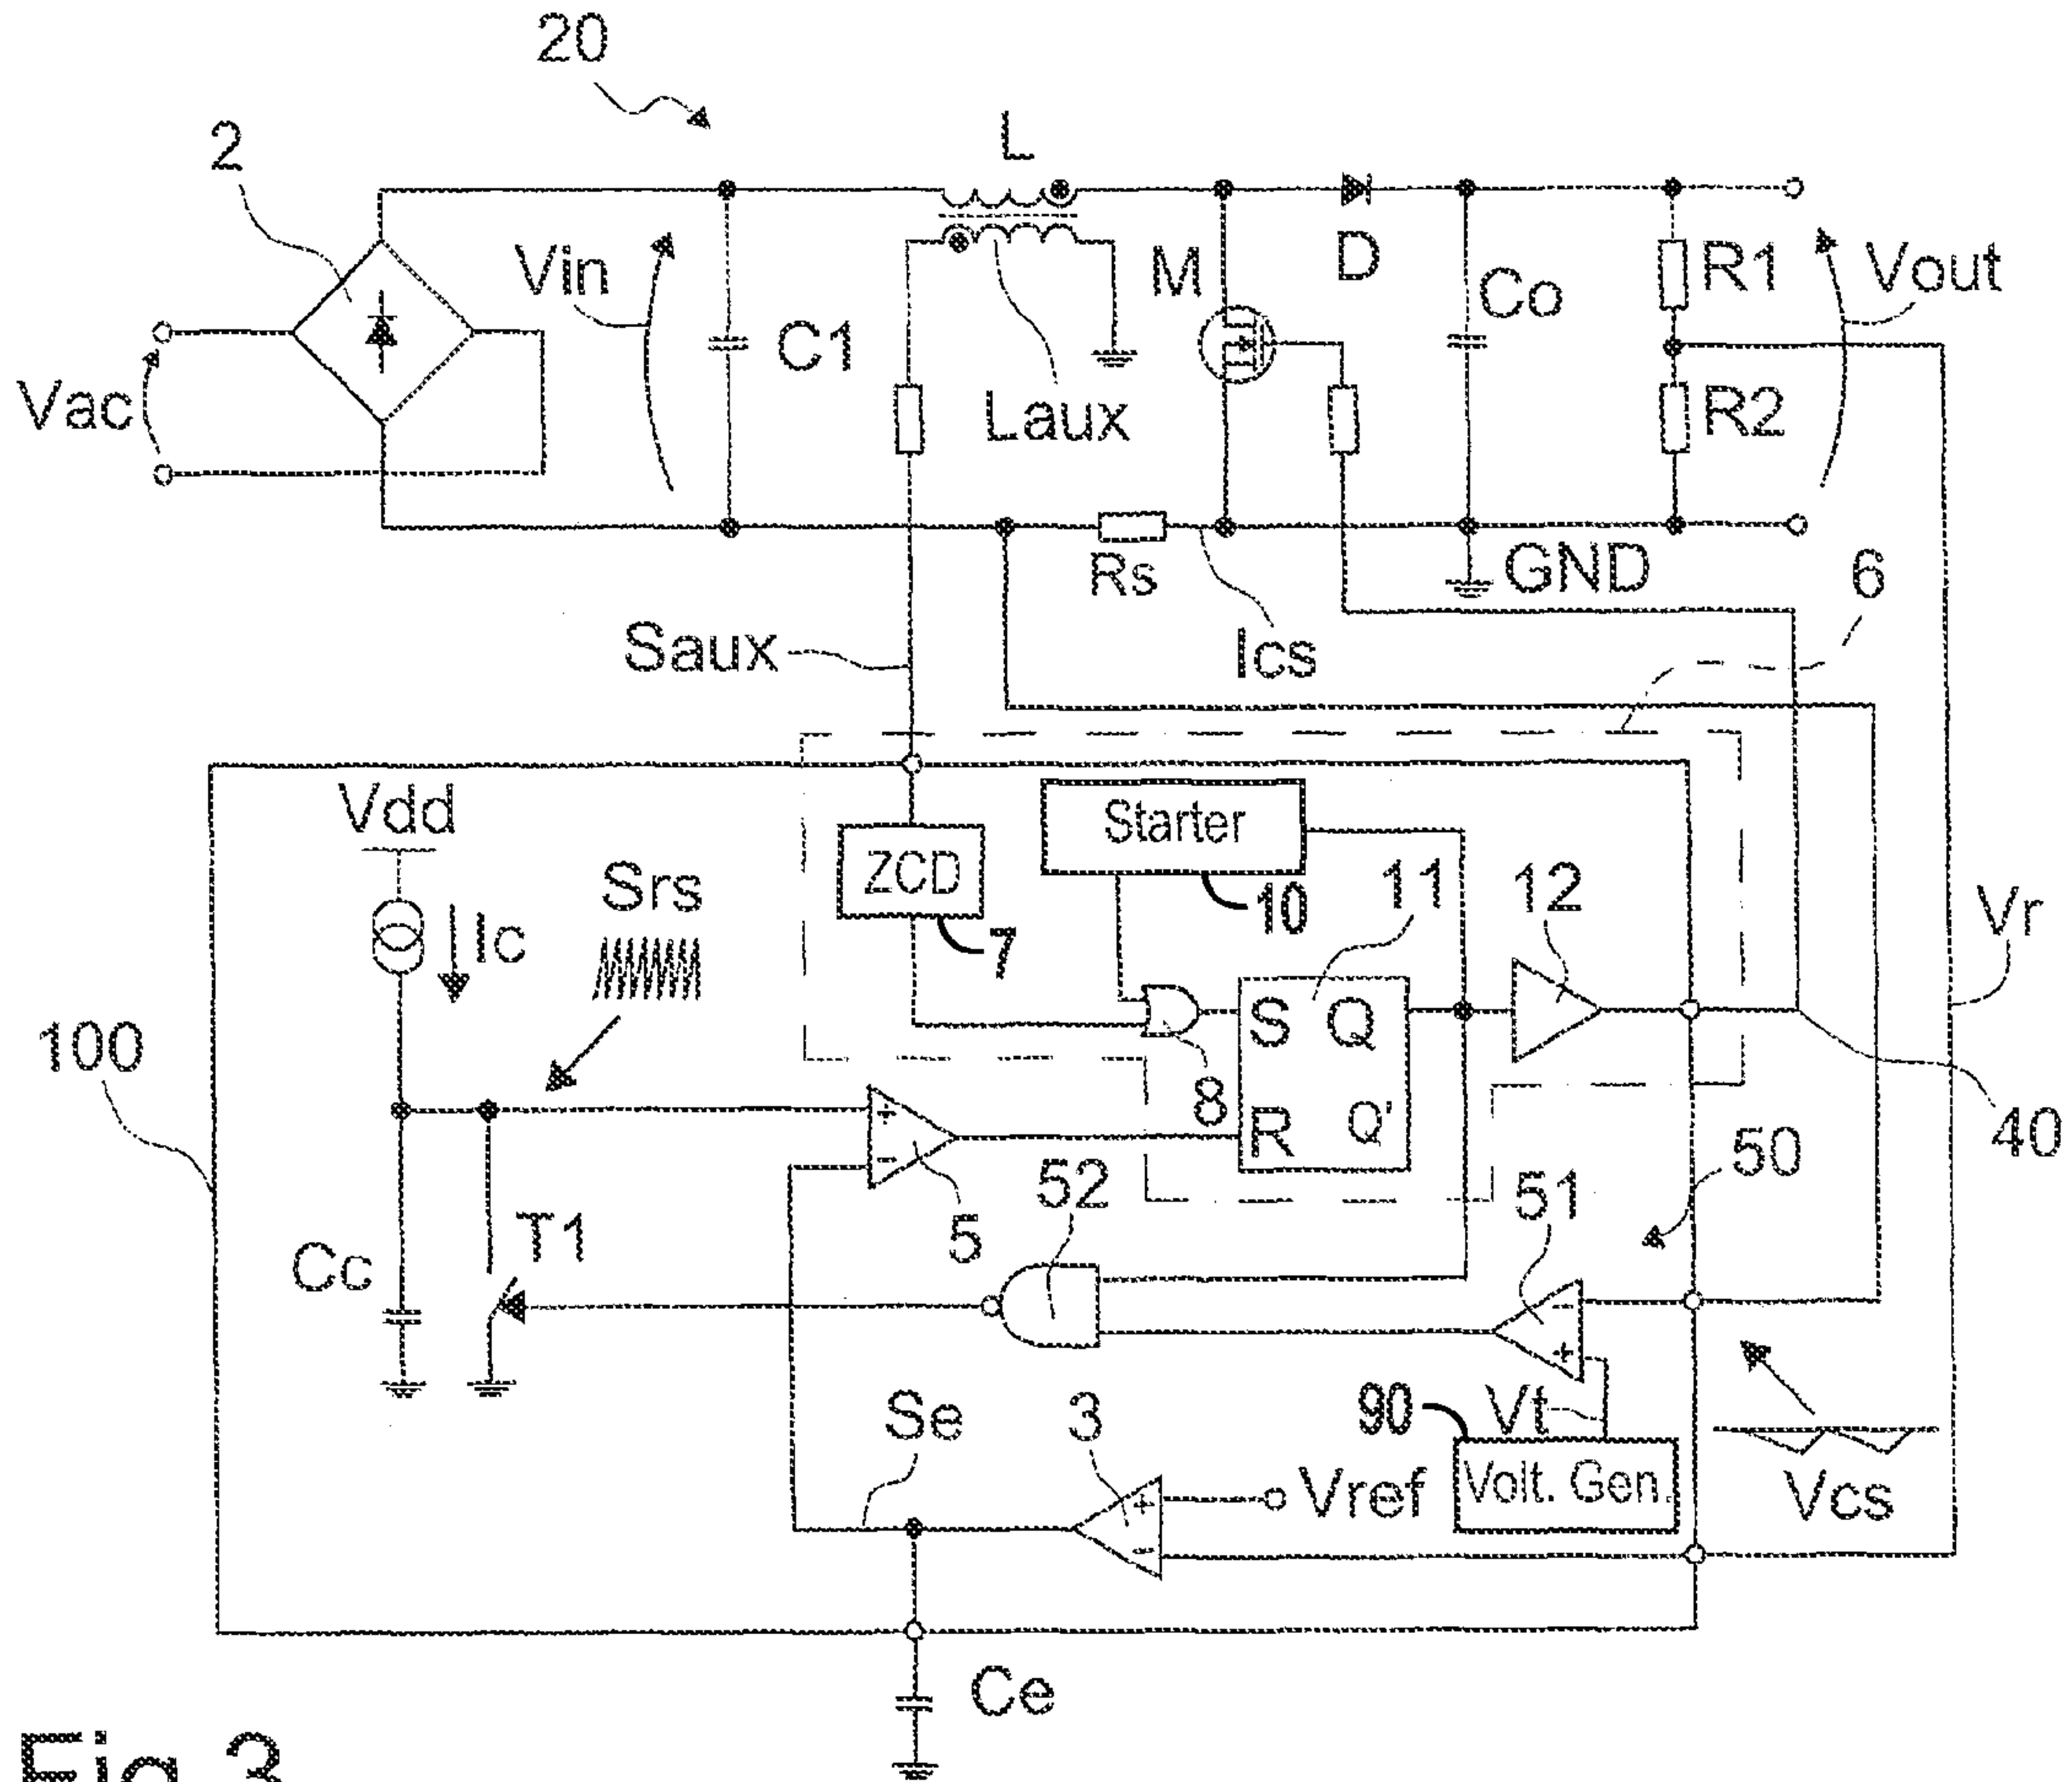 20
2
L
Vin
C1
Vac
Laux
M
D
Co
R1
R2
Vout
Rs
GND
Ics
6
Saux
Vdd
Ic
Srs
ZCD
7
Starter
10
11
12
Vr
100
8
S Q
R Q'
40
+
-
5
52
51
50
Cc
T1
-
+
Se
3
90
Vt
Volt. Gen.
Vcs
+
-
Vref
Ce
Fig.3